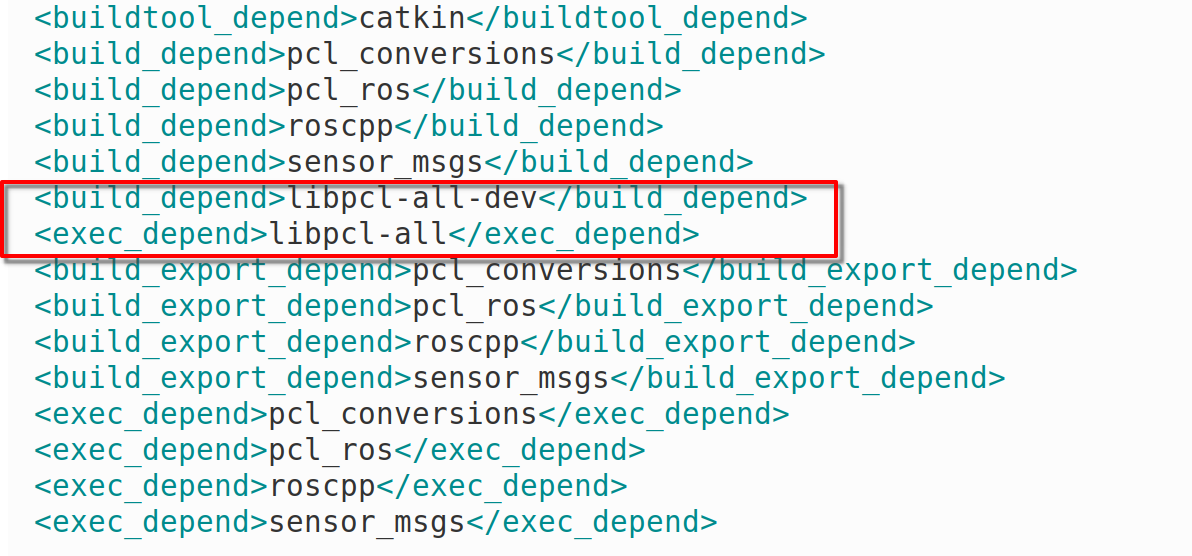 <buildtool_depend>catkin</buildtool_depend>
<build_depend>pcl_conversions</build_depend>
<build_depend>pcl_ros</build_depend>
<build_depend>roscpp</build_depend>
<build_depend>sensor_msgs</build_depend>
<build_depend>libpcl-all-dev</build_depend>
<exec_depend>libpcl-all</exec_depend>
<build_export_depend>pcl_conversions</build_export_depend>
<build_export_depend>pcl_ros</build_export_depend>
<build_export_depend>roscpp</build_export_depend>
<build_export_depend>sensor_msgs</build_export_depend>
<exec_depend>pcl_conversions</exec_depend>
<exec_depend>pcl_ros</exec_depend>
<exec_depend>roscpp</exec_depend>
<exec_depend>sensor_msgs</exec_depend>